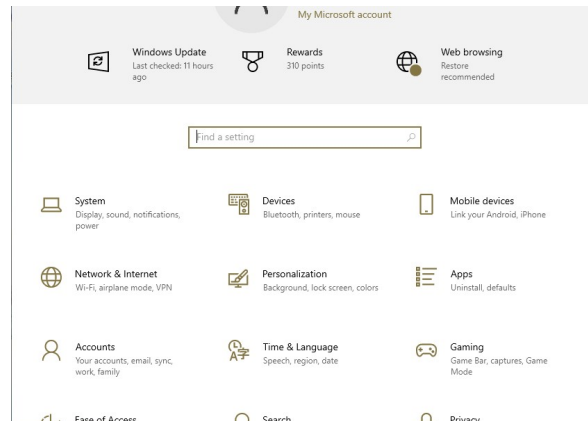 My Microsoft account
Windows Update
Last checked: 11 hours
ago
Rewards
310 points
Web browsing
Restore
recommended
Find a setting
System
Display, sound, notifications,
power
Devices
Bluetooth, printers, mouse
Mobile devices
Link your Android, iPhone
Network & Internet
Wi-Fi, airplane mode, VPN
Personalization
Background, lock screen, colors
Apps
Uninstall, defaults
Accounts
Your accounts, email, sync,
work, family
Time & Language
Speech, region, date
Gaming
Game Bar, captures, Game
Mode
Ease of Access
Search
Privacy